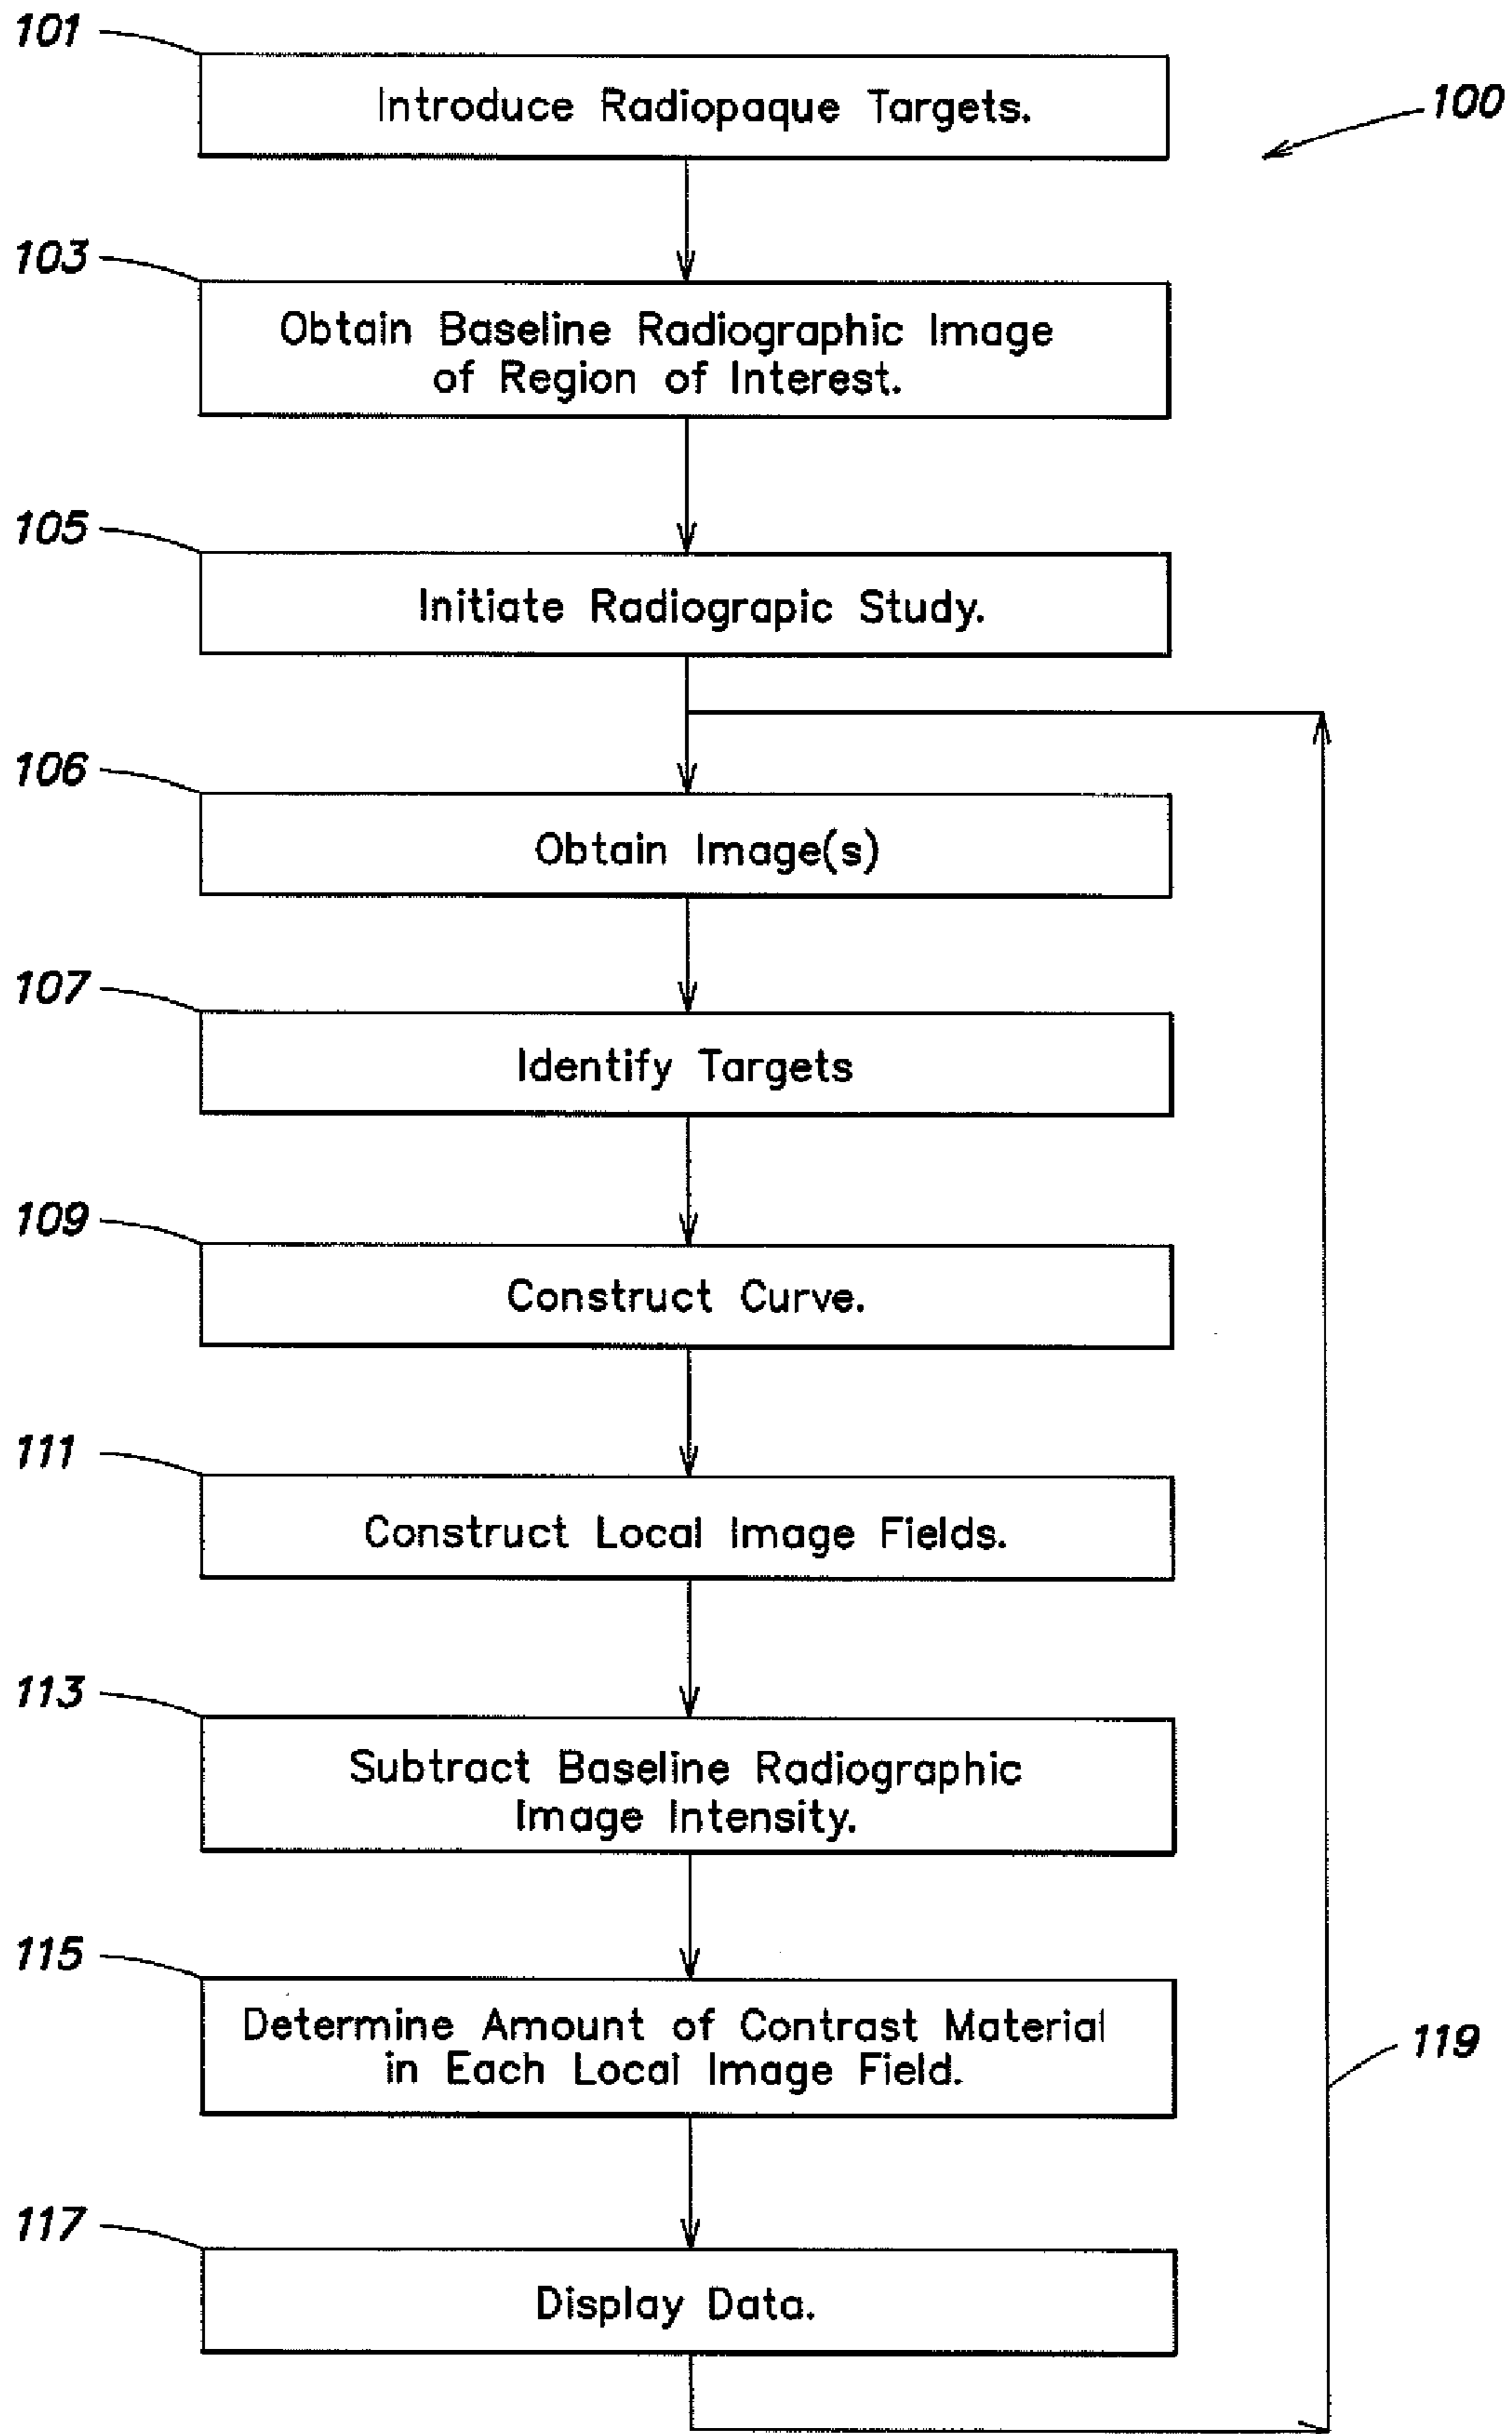 101
Introduce Radiopaque Targets.
100
103
Obtain Baseline Radiographic Image
of Region of Interest.
105
Initiate Radiograpic Study.
106
Obtain Image(s)
107
Identify Targets
109
Construct Curve.
111
Construct Local Image Fields.
113
Subtract Baseline Radiographic
Image Intensity.
115
Determine Amount of Contrast Material
in Each Local Image Field.
119
117
Display Data.